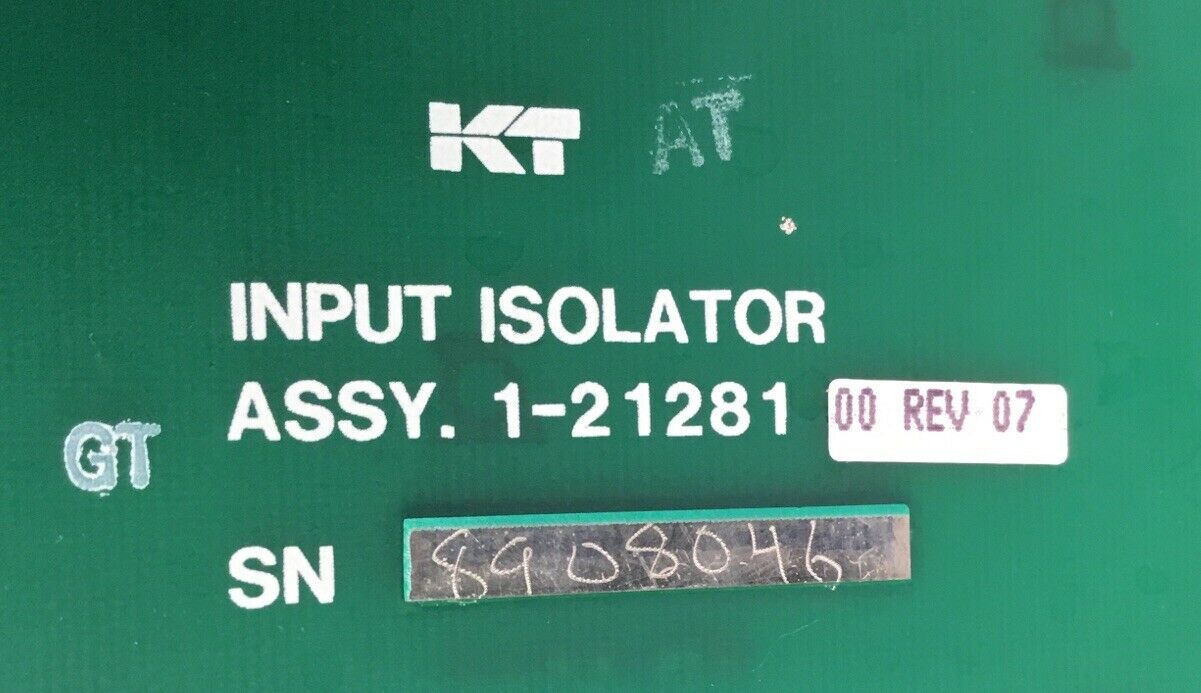 KT AT
INPUT ISOLATOR
ASSY. 1-21281 00 REV 07
GT
SN 8908046